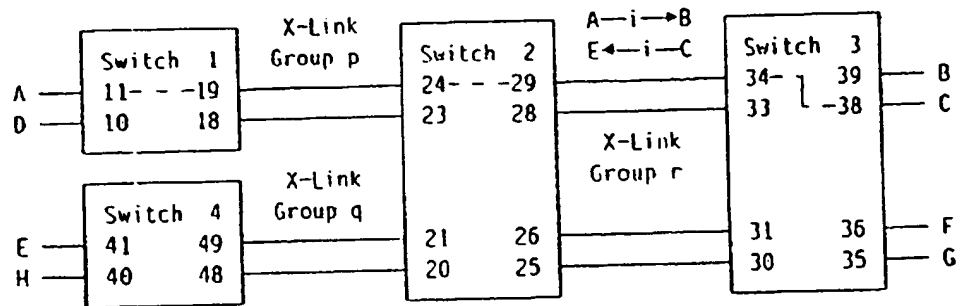 A—i→B
E←i—C
X-Link
Group p
Switch 1
11- - -19
10 18
A
D
Switch 2
24- - -29
23 28
21 26
20 25
Switch 3
34- 39
33 -38
31 36
30 35
B
C
F
G
X-Link
Group r
X-Link
Group q
Switch 4
41 49
40 48
E
H